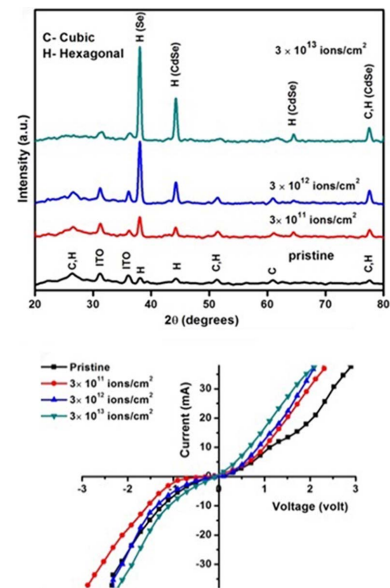 H (Se)
C- Cubic
H- Hexagonal
3 × 10¹³ ions/cm²
H (CdSe)
H (CdSe)
C,H (CdSe)
3 × 10¹² ions/cm²
3× 10¹¹ ions/cm²
pristine
C,H
ITO
ITO
H
H
C,H
C
C,H
Intensity (a.u.)
20 30 40 50 60 70 80
2θ (degrees)
Pristine
3× 10¹¹ ions/cm²
3× 10¹² ions/cm²
3× 10¹³ ions/cm²
Current (mA)
30
20
10
0
-10
-20
-30
-3 -2 -1 0 1 2 3
Voltage (volt)